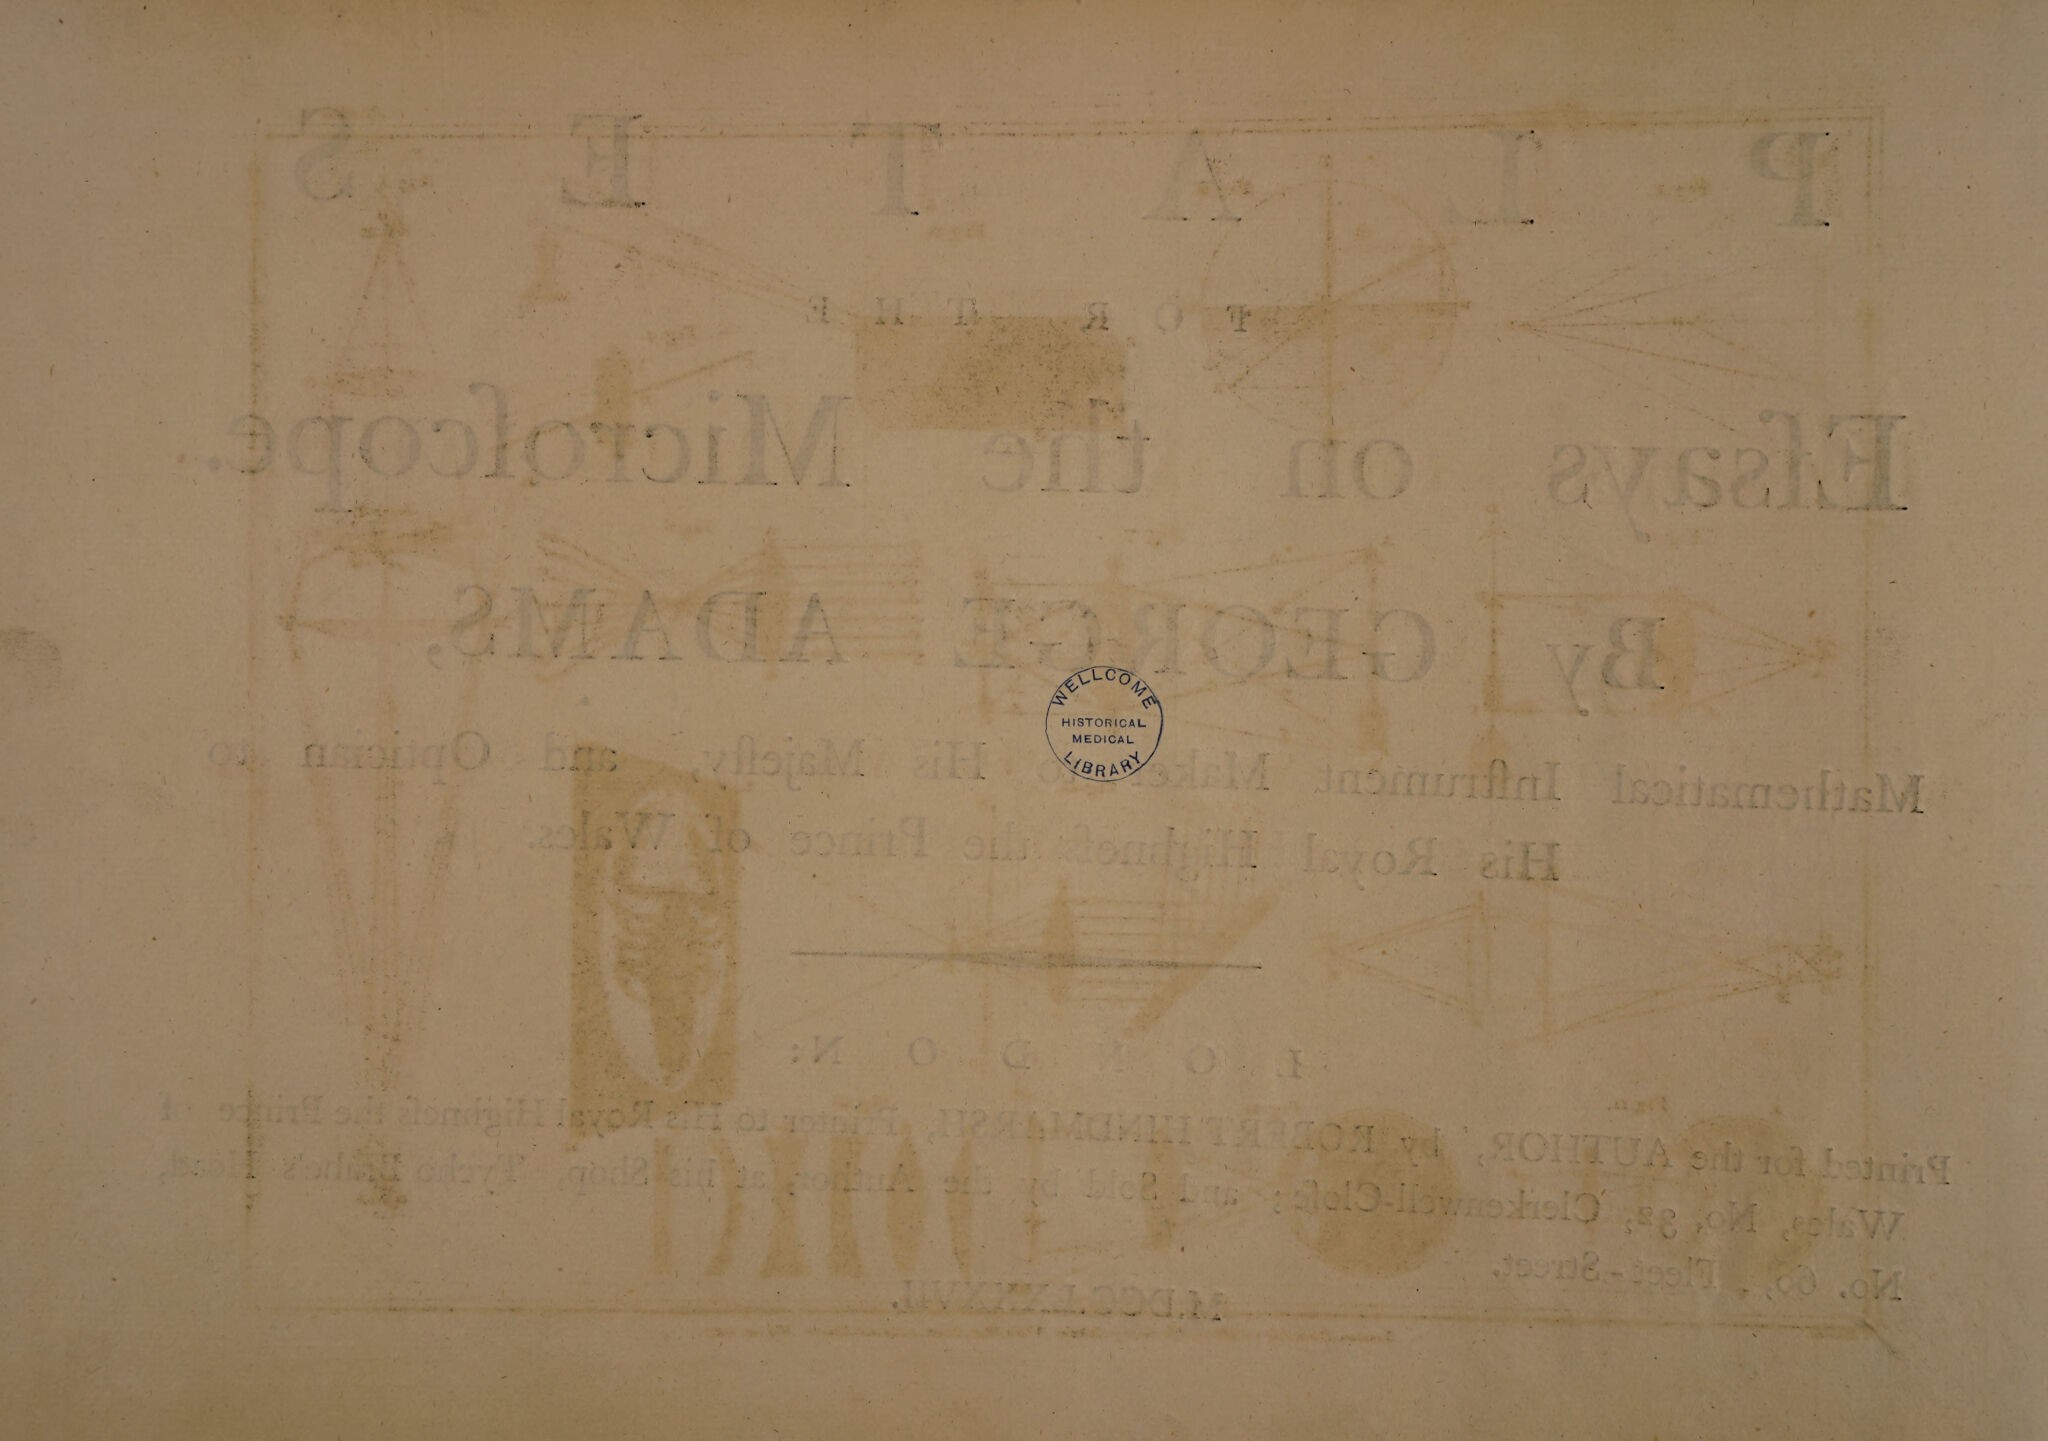 PLATES
FOR THE
Eſsays on the Microſcope.
By GEORGE ADAMS,
WELLCOME
HISTORICAL
MEDICAL
LIBRARY
Mathematical Inſtrument Maker to His Majeſty, and Optician to
His Royal Highneſs the Prince of Wales.
LONDON:
Printed for the AUTHOR, by ROBERT HINDMARSH, Printer to His Royal Highneſs the Prince of
Wales, No. 32, Clerkenwell-Cloſe; and Sold by the Author, at his Shop, Tycho Brahe's Head,
No. 60, Fleet-Street.
M.DCC.LXXXVII.